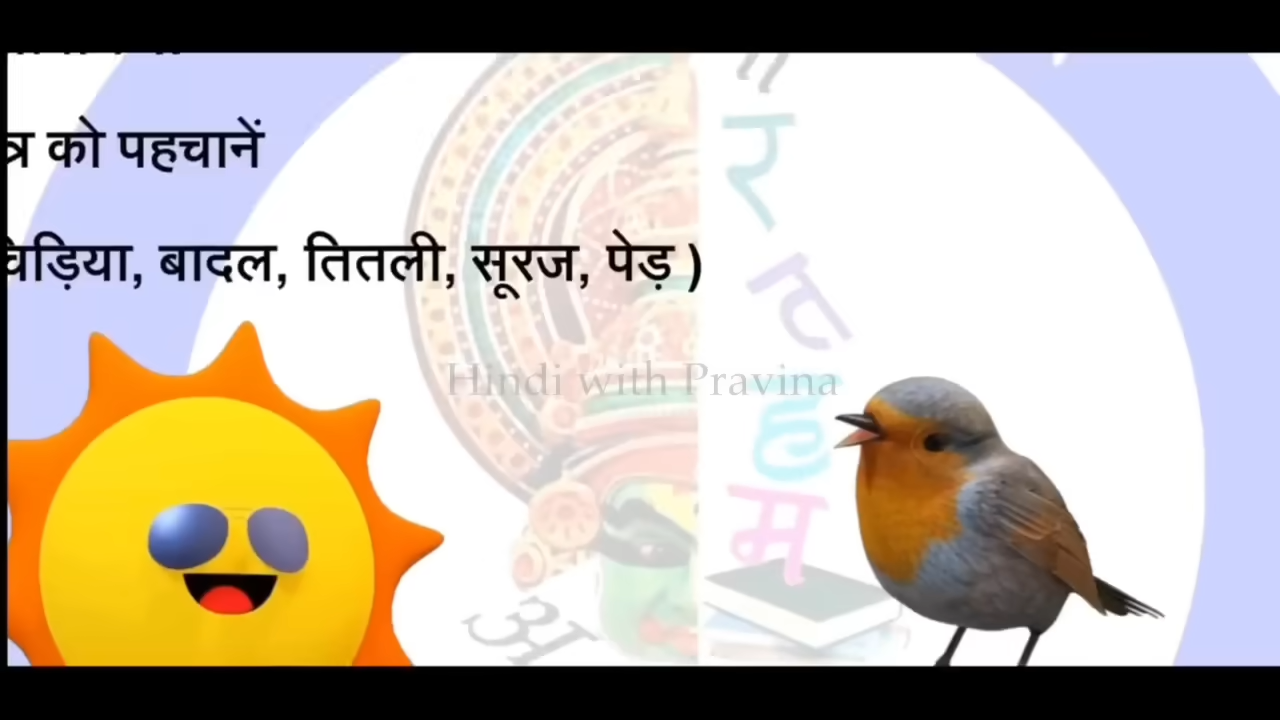 को पहचानें
चिड़िया, बादल, तितली, सूरज, पेड़ )
Hindi with Pravina
र
ट
ह
म
अ